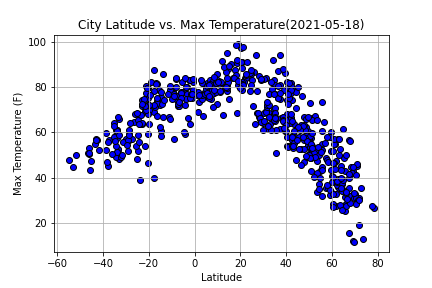 City Latitude vs. Max Temperature(2021-05-18)
100
80
60
40
20
Max Temperature (F)
−60 −40 −20 0 20 40 60 80
Latitude